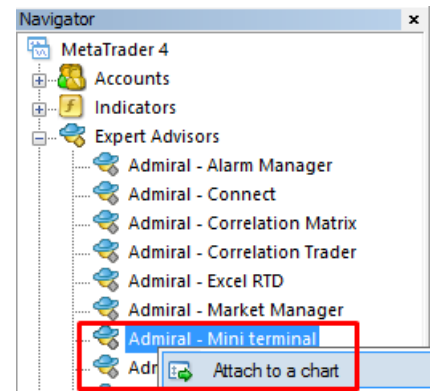 Navigator
MetaTrader 4
Accounts
Indicators
Expert Advisors
Admiral - Alarm Manager
Admiral - Connect
Admiral - Correlation Matrix
Admiral - Correlation Trader
Admiral - Excel RTD
Admiral - Market Manager
Admiral - Mini terminal
Adr
Attach to a chart